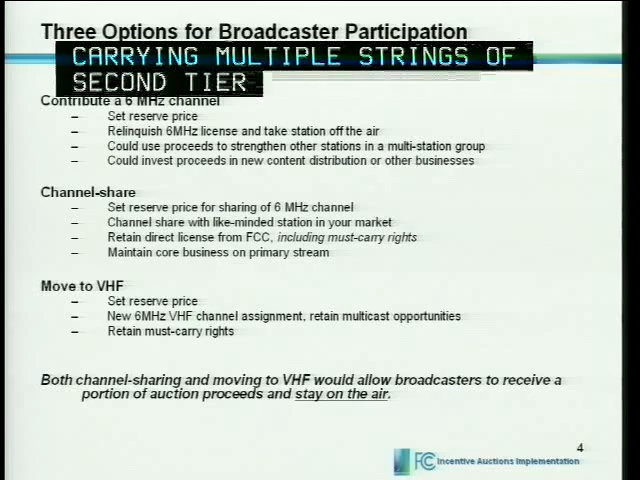 Three Options for Broadcaster Participation
CARRYING MULTIPLE STRINGS OF
SECOND TIER
Contribute a 6 MHz channel
– Set reserve price
– Relinquish 6MHz license and take station off the air
– Could use proceeds to strengthen other stations in a multi-station group
– Could invest proceeds in new content distribution or other businesses
Channel-share
– Set reserve price for sharing of 6 MHz channel
– Channel share with like-minded station in your market
– Retain direct license from FCC, including must-carry rights
– Maintain core business on primary stream
Move to VHF
– Set reserve price
– New 6MHz VHF channel assignment, retain multicast opportunities
– Retain must-carry rights
Both channel-sharing and moving to VHF would allow broadcasters to receive a
portion of auction proceeds and stay on the air.
4
FCC Incentive Auctions Implementation